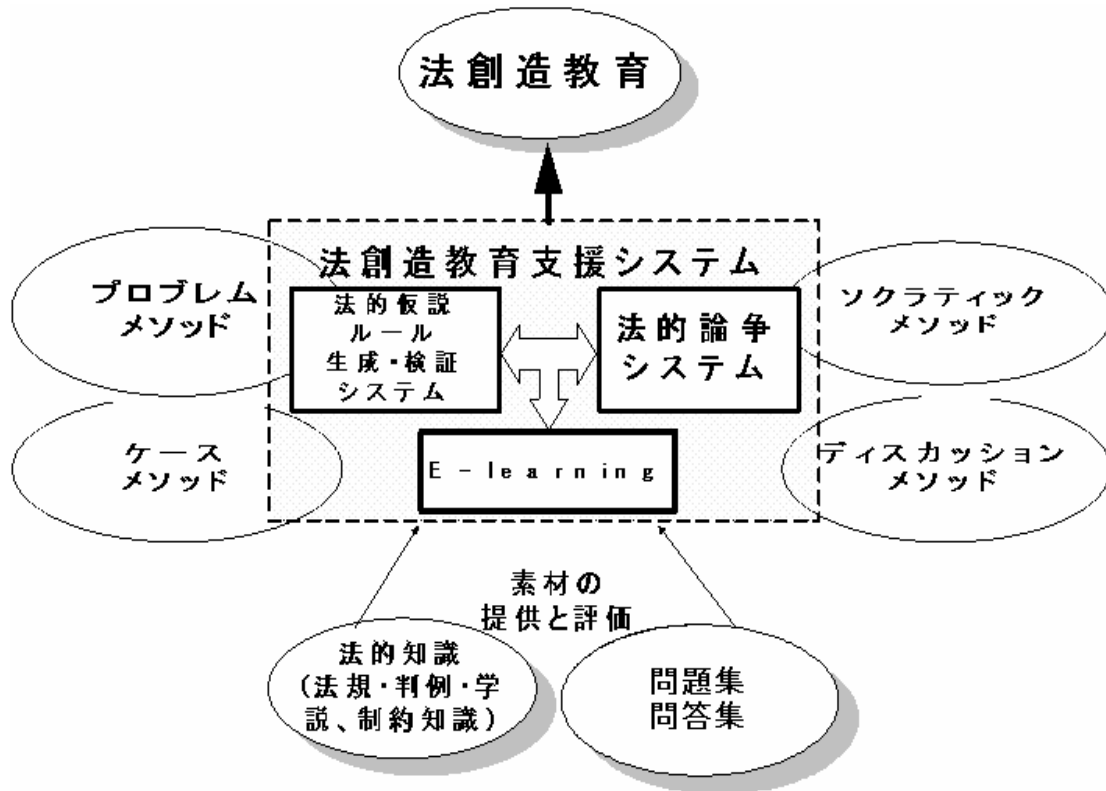 法創造教育
法創造教育支援システム
プロブレム
メソッド
法的仮説
ルール
生成・検証
システム
法的論争
システム
ソクラティック
メソッド
ケース
メソッド
E-learning
ディスカッション
メソッド
素材の
提供と評価
法的知識
(法規・判例・学
説、制約知識)
問題集
問答集